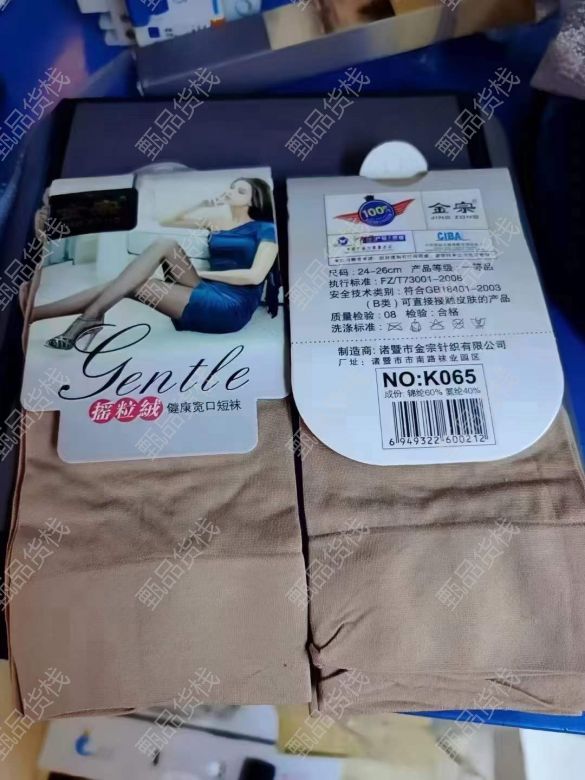 Gentle
摇粒絨 健康宽口短袜
100%
金宗
JING ZONG
CIBA
尺码：24-26cm 产品等级：一等品
执行标准：FZ/T73001-2008
安全技术类别：符合GB18401-2003
（B类）可直接接触皮肤的产品
质量检验：08 检验：合格
洗涤标准：
制造商：诸暨市金宗针织有限公司
厂址：诸暨市市南路袜业园区
NO:K065
成份：锦纶60% 氨纶40%
6 949322 600212
甄品货栈